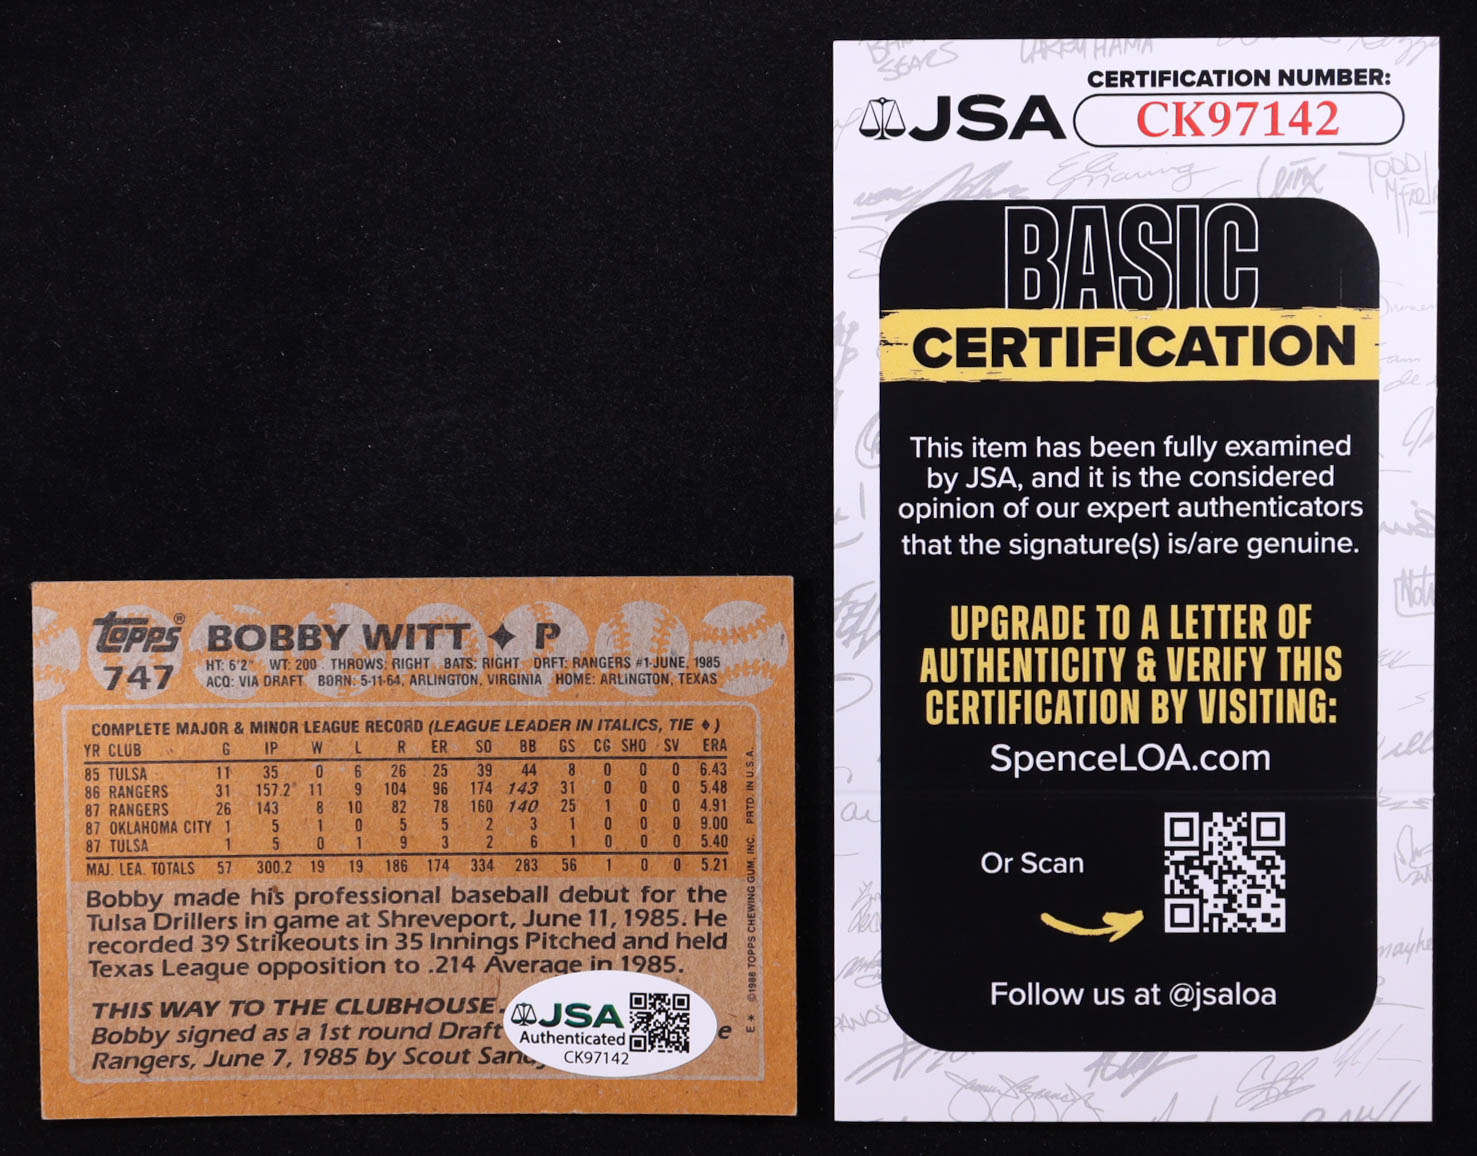 topps®
747
BOBBY WITT ✦ P
HT: 6'2" WT: 200 THROWS: RIGHT BATS: RIGHT DRFT: RANGERS #1-JUNE, 1985
ACQ: VIA DRAFT BORN: 5-11-64, ARLINGTON, VIRGINIA HOME: ARLINGTON, TEXAS
COMPLETE MAJOR & MINOR LEAGUE RECORD (LEAGUE LEADER IN ITALICS, TIE ♦)
YR CLUB G IP W L R ER SO BB GS CG SHO SV ERA
85 TULSA 11 35 0 6 26 25 39 44 8 0 0 0 6.43
86 RANGERS 31 157.2* 11 9 104 96 174 143 31 0 0 0 5.48
87 RANGERS 26 143 8 10 82 78 160 140 25 1 0 0 4.91
87 OKLAHOMA CITY 1 5 1 0 5 5 2 3 1 0 0 0 9.00
87 TULSA 1 5 0 1 9 3 2 6 1 0 0 0 5.40
MAJ. LEA. TOTALS 57 300.2 19 19 186 174 334 283 56 1 0 0 5.21
Bobby made his professional baseball debut for the
Tulsa Drillers in game at Shreveport, June 11, 1985. He
recorded 39 Strikeouts in 35 Innings Pitched and held
Texas League opposition to .214 Average in 1985.
THIS WAY TO THE CLUBHOUSE.
Bobby signed as a 1st round Draft e
Rangers, June 7, 1985 by Scout Sandy
E * ©1988 TOPPS CHEWING GUM, INC. PRTD. IN U.S.A.
JSA
Authenticated
CK97142
JSA
CERTIFICATION NUMBER:
CK97142
BASIC
CERTIFICATION
This item has been fully examined
by JSA, and it is the considered
opinion of our expert authenticators
that the signature(s) is/are genuine.
UPGRADE TO A LETTER OF
AUTHENTICITY & VERIFY THIS
CERTIFICATION BY VISITING:
SpenceLOA.com
Or Scan
Follow us at @jsaloa